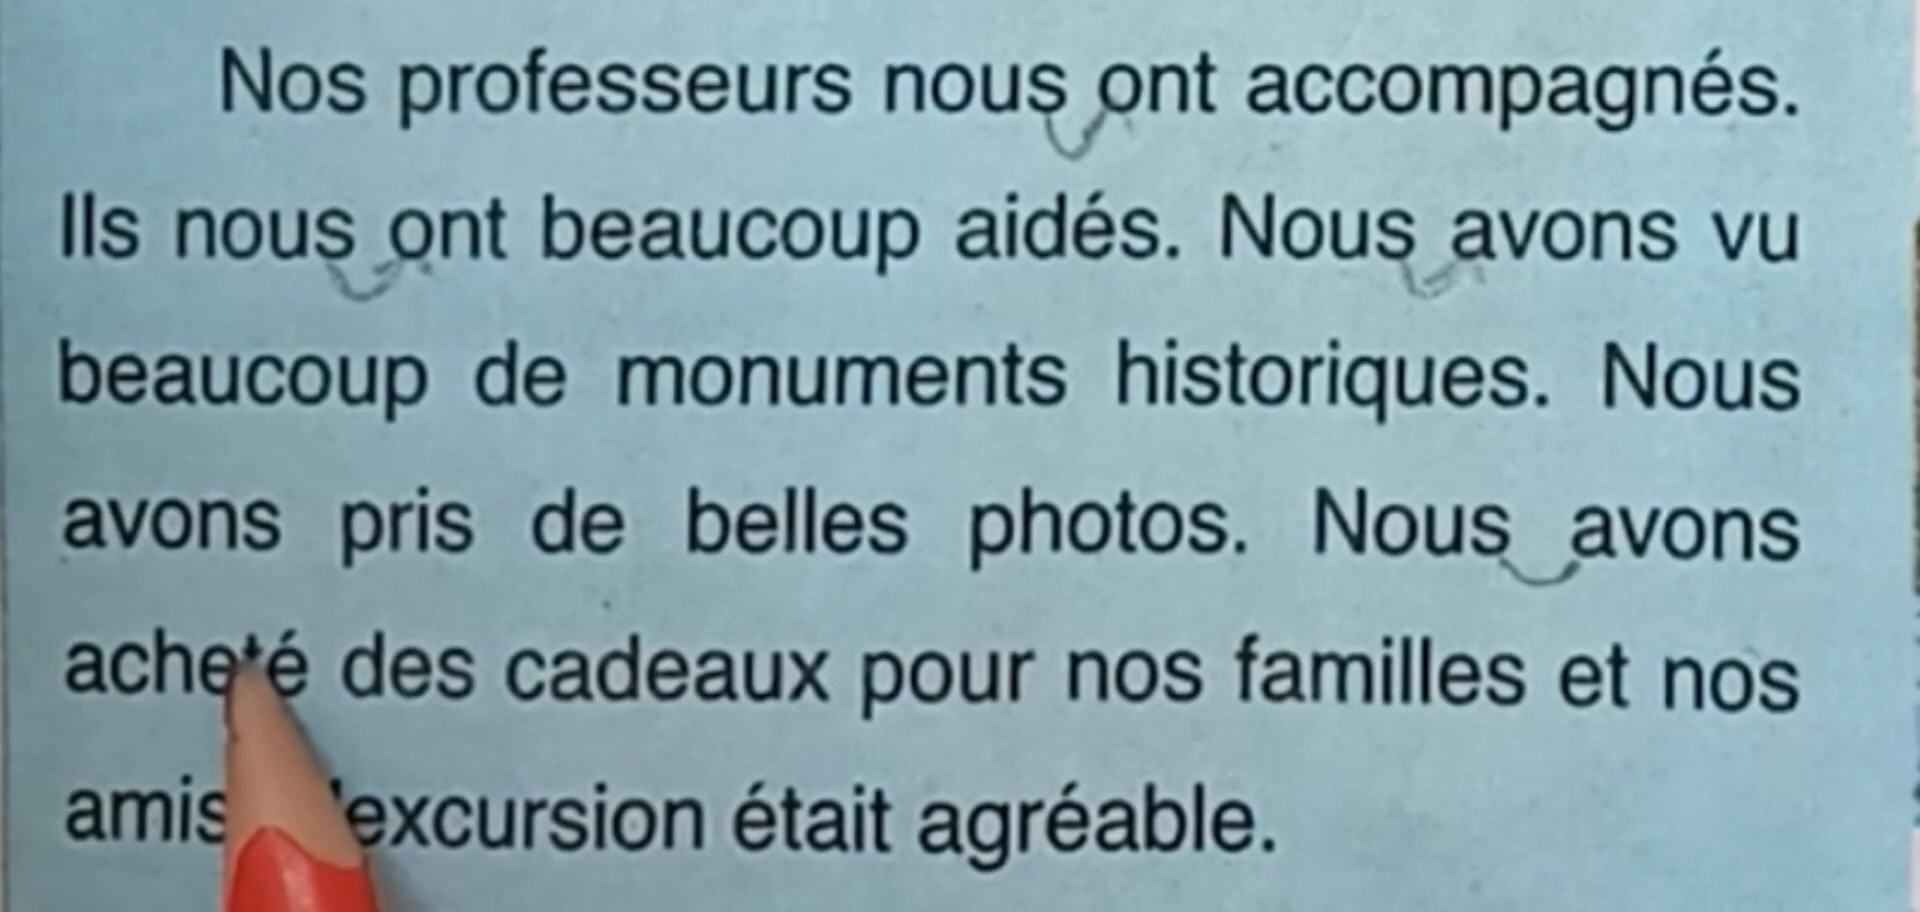 Nos professeurs nous ont accompagnés.
Ils nous ont beaucoup aidés. Nous avons vu
beaucoup de monuments historiques. Nous
avons pris de belles photos. Nous avons
acheté des cadeaux pour nos familles et nos
amis 'excursion était agréable.